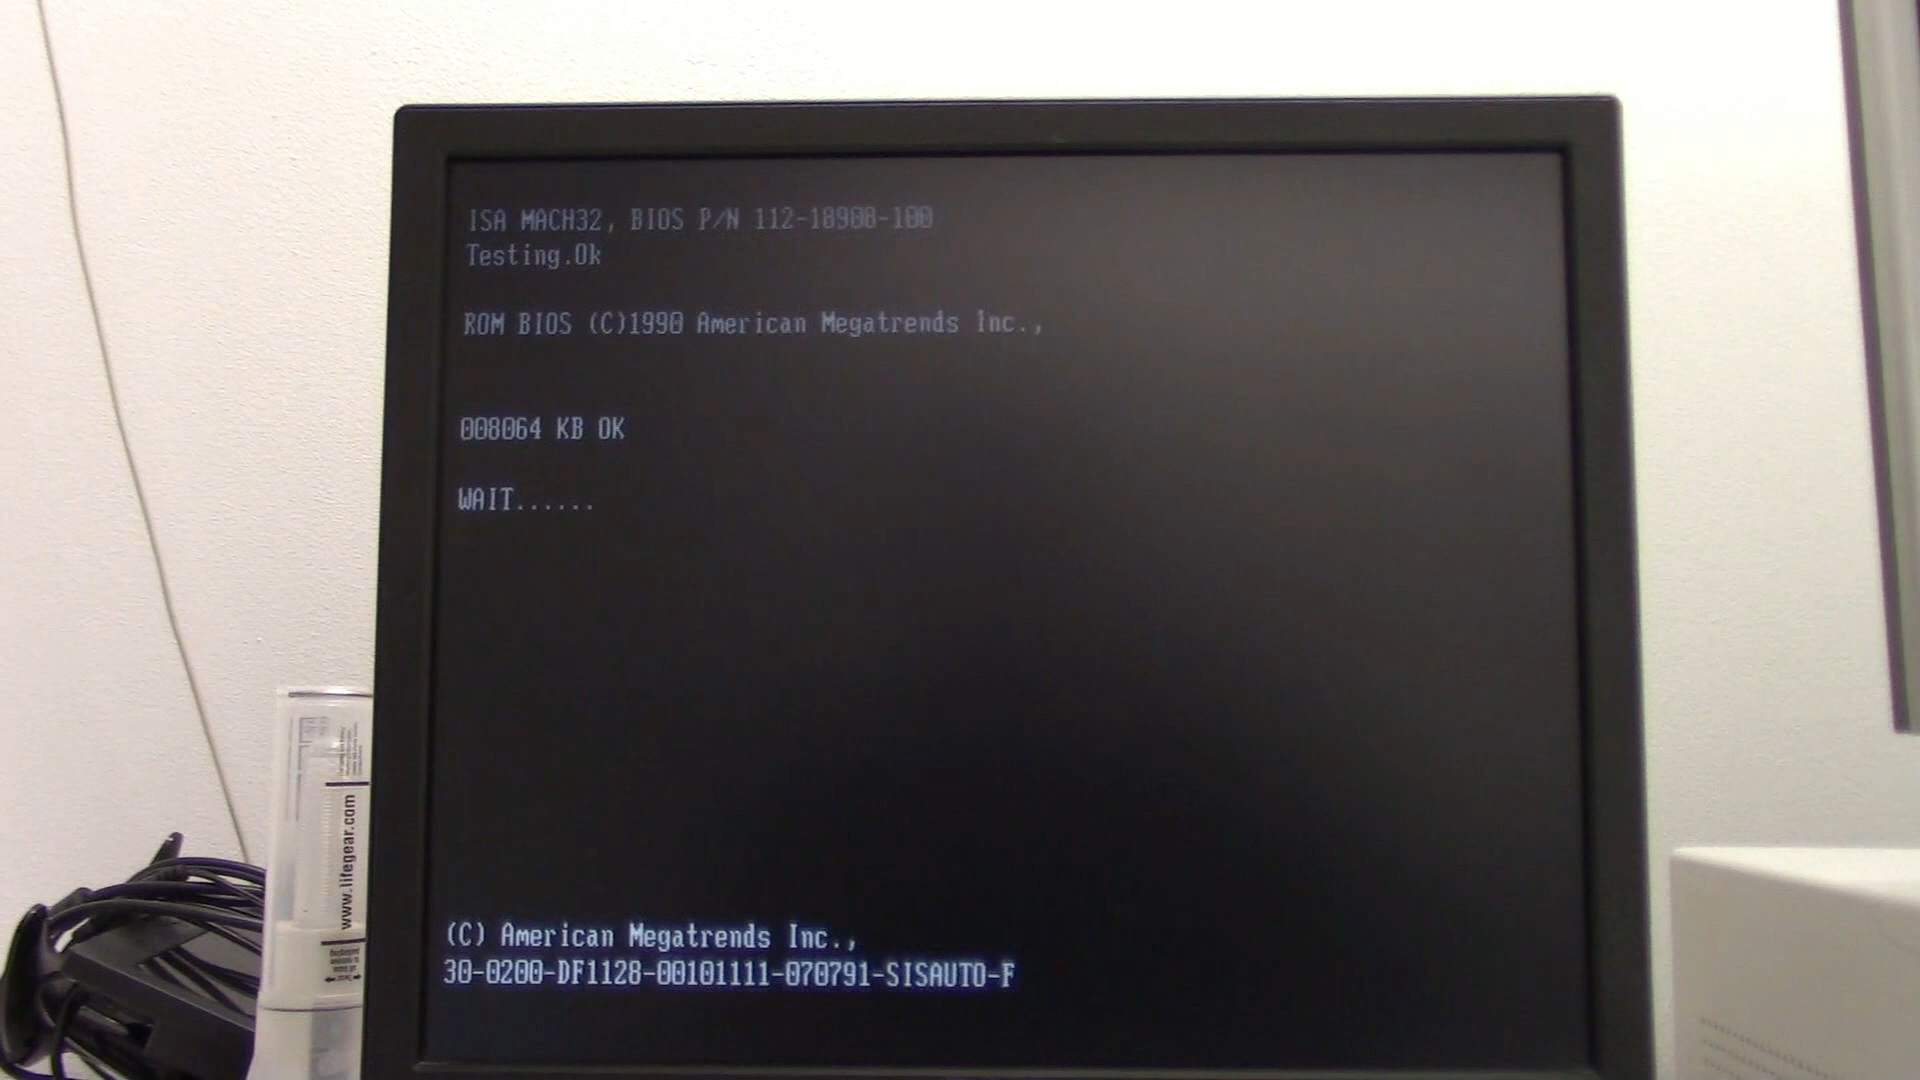 ISA MACH32, BIOS P/N 112-18908-100
Testing.Ok
ROM BIOS (C)1990 American Megatrends Inc.,
008064 KB OK
WAIT......
(C) American Megatrends Inc.,
30-0200-DF1128-00101111-070791-SISAUTO-F
www.lifegear.com